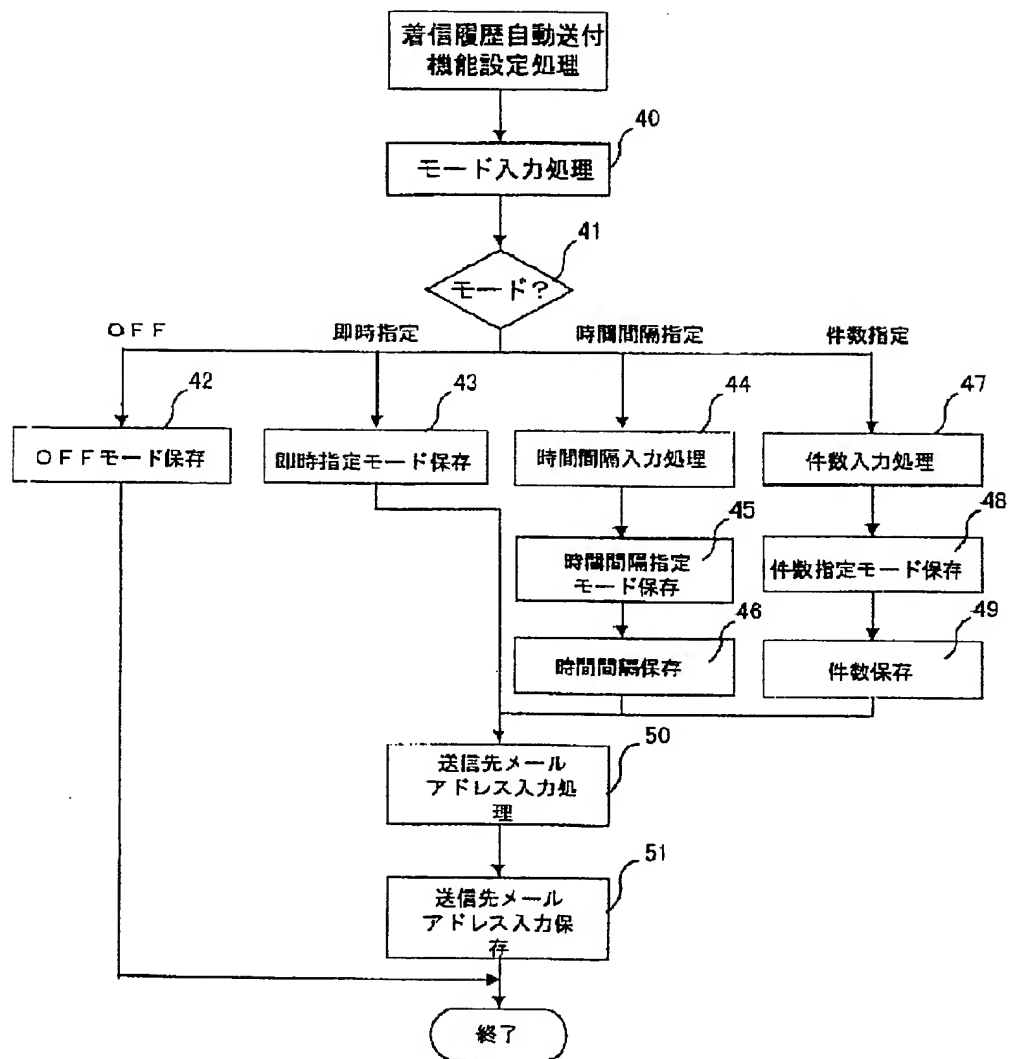 着信履歴自動送付
機能設定処理
40
モード入力処理
41
モード?
OFF
即時指定
時間間隔指定
件数指定
42
43
44
47
OFFモード保存
即時指定モード保存
時間間隔入力処理
件数入力処理
45
48
時間間隔指定
モード保存
件数指定モード保存
46
49
時間間隔保存
件数保存
50
送信先メール
アドレス入力処
理
51
送信先メール
アドレス入力保
存
終了